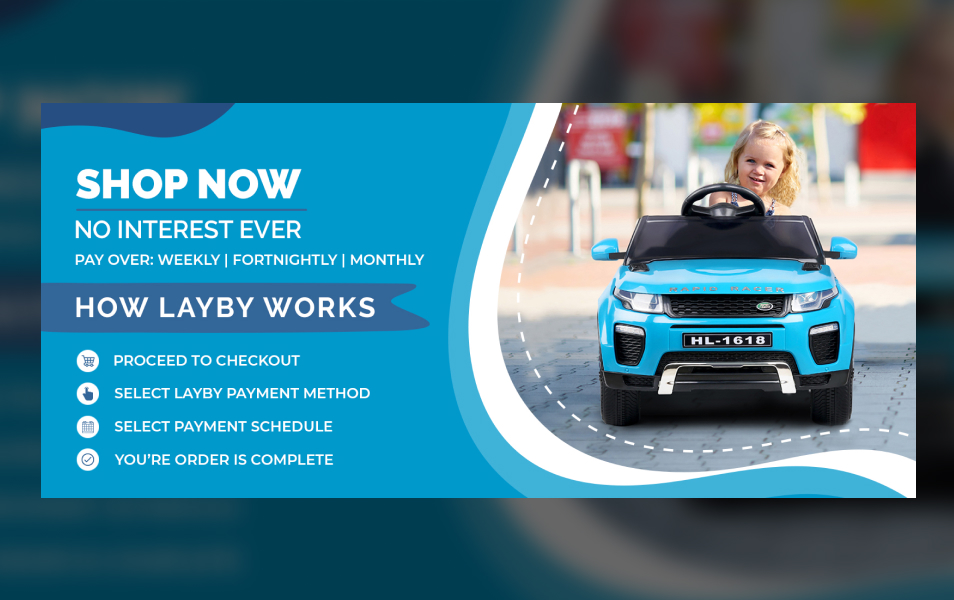 SHOP NOW
NO INTEREST EVER
PAY OVER: WEEKLY | FORTNIGHTLY | MONTHLY
HOW LAYBY WORKS
PROCEED TO CHECKOUT
SELECT LAYBY PAYMENT METHOD
SELECT PAYMENT SCHEDULE
YOU'RE ORDER IS COMPLETE
HL-1618